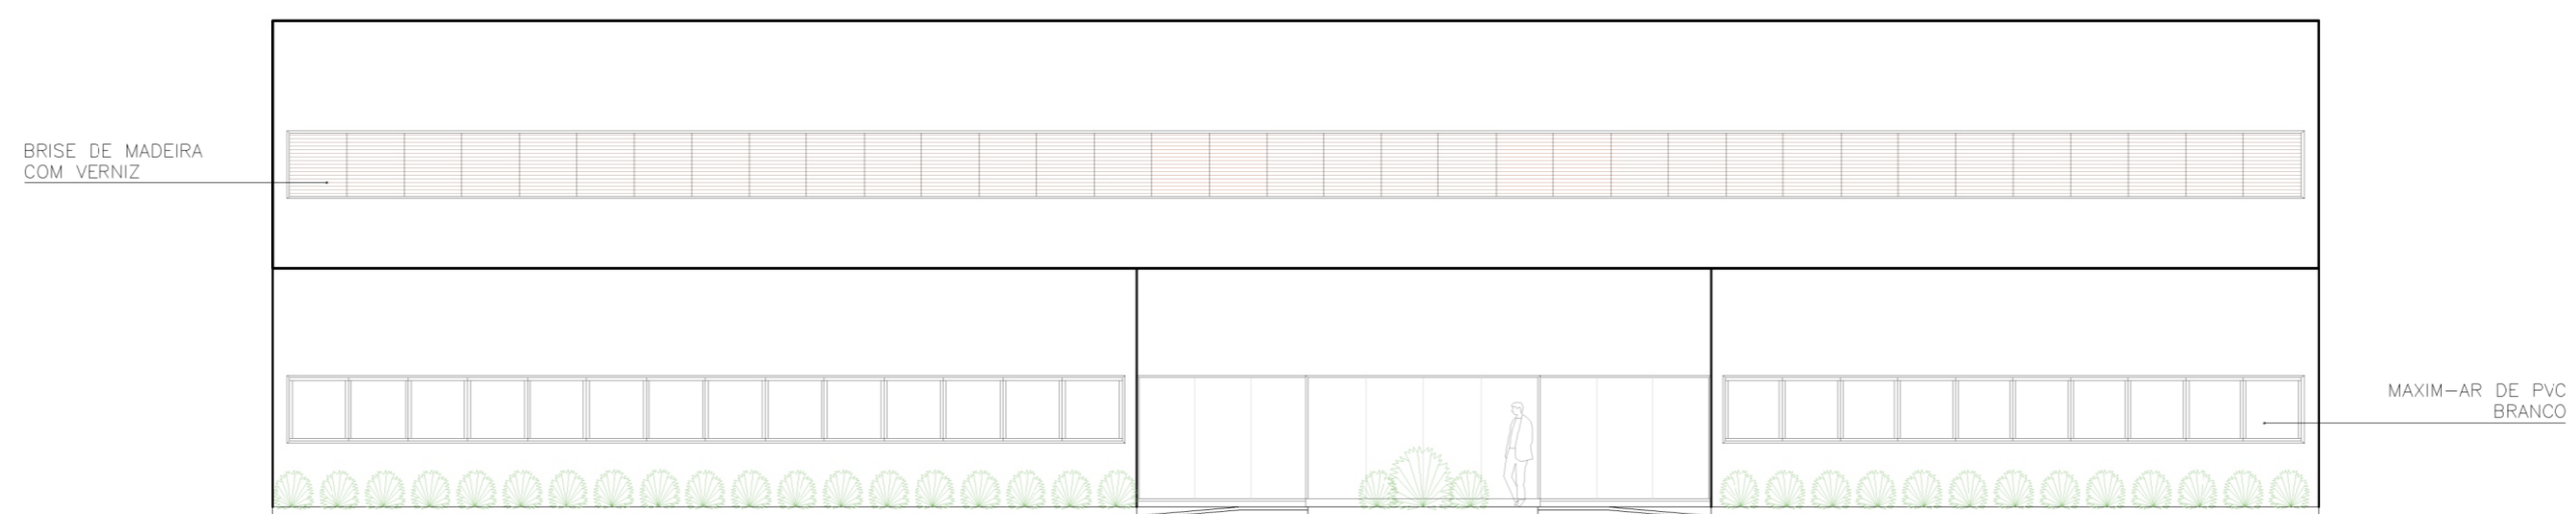 BRISE DE MADEIRA
COM VERNIZ
MAXIM-AR DE PVC
BRANCO